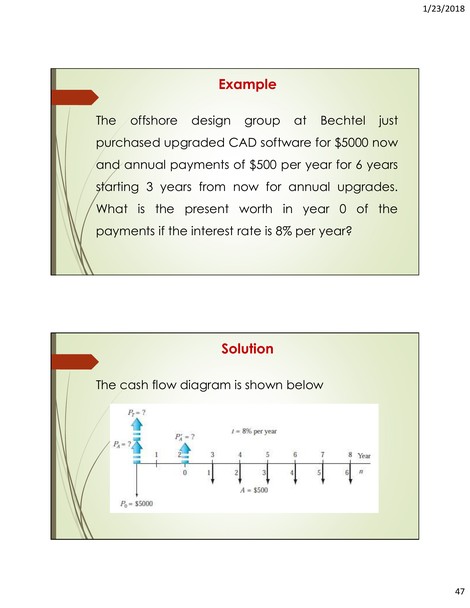 1/23/2018
Example
The offshore design group at Bechtel just
purchased upgraded CAD software for $5000 now
and annual payments of $500 per year for 6 years
starting 3 years from now for annual upgrades.
What is the present worth in year 0 of the
payments if the interest rate is 8% per year?
Solution
The cash flow diagram is shown below
P_T = ?
P_A = ? P'_A = ? i = 8% per year
1 2 3 4 5 6 7 8 Year
0 1 2 3 4 5 6 n
A = $500
P_0 = $5000
47